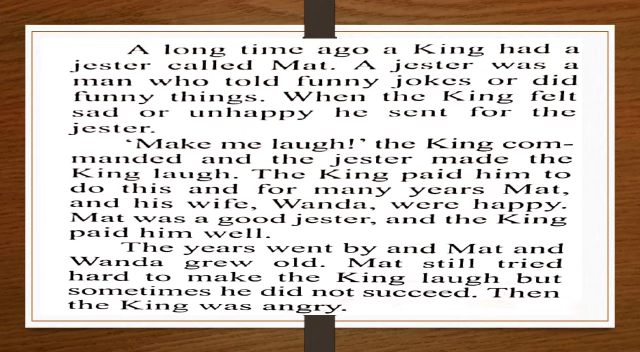 A long time ago a King had a
jester called Mat. A jester was a
man who told funny jokes or did
funny things. When the King felt
sad or unhappy he sent for the
jester.
‘Make me laugh!’ the King com-
manded and the jester made the
King laugh. The King paid him to
do this and for many years Mat,
and his wife, Wanda, were happy.
Mat was a good jester, and the King
paid him well.
The years went by and Mat and
Wanda grew old. Mat still tried
hard to make the King laugh but
sometimes he did not succeed. Then
the King was angry.